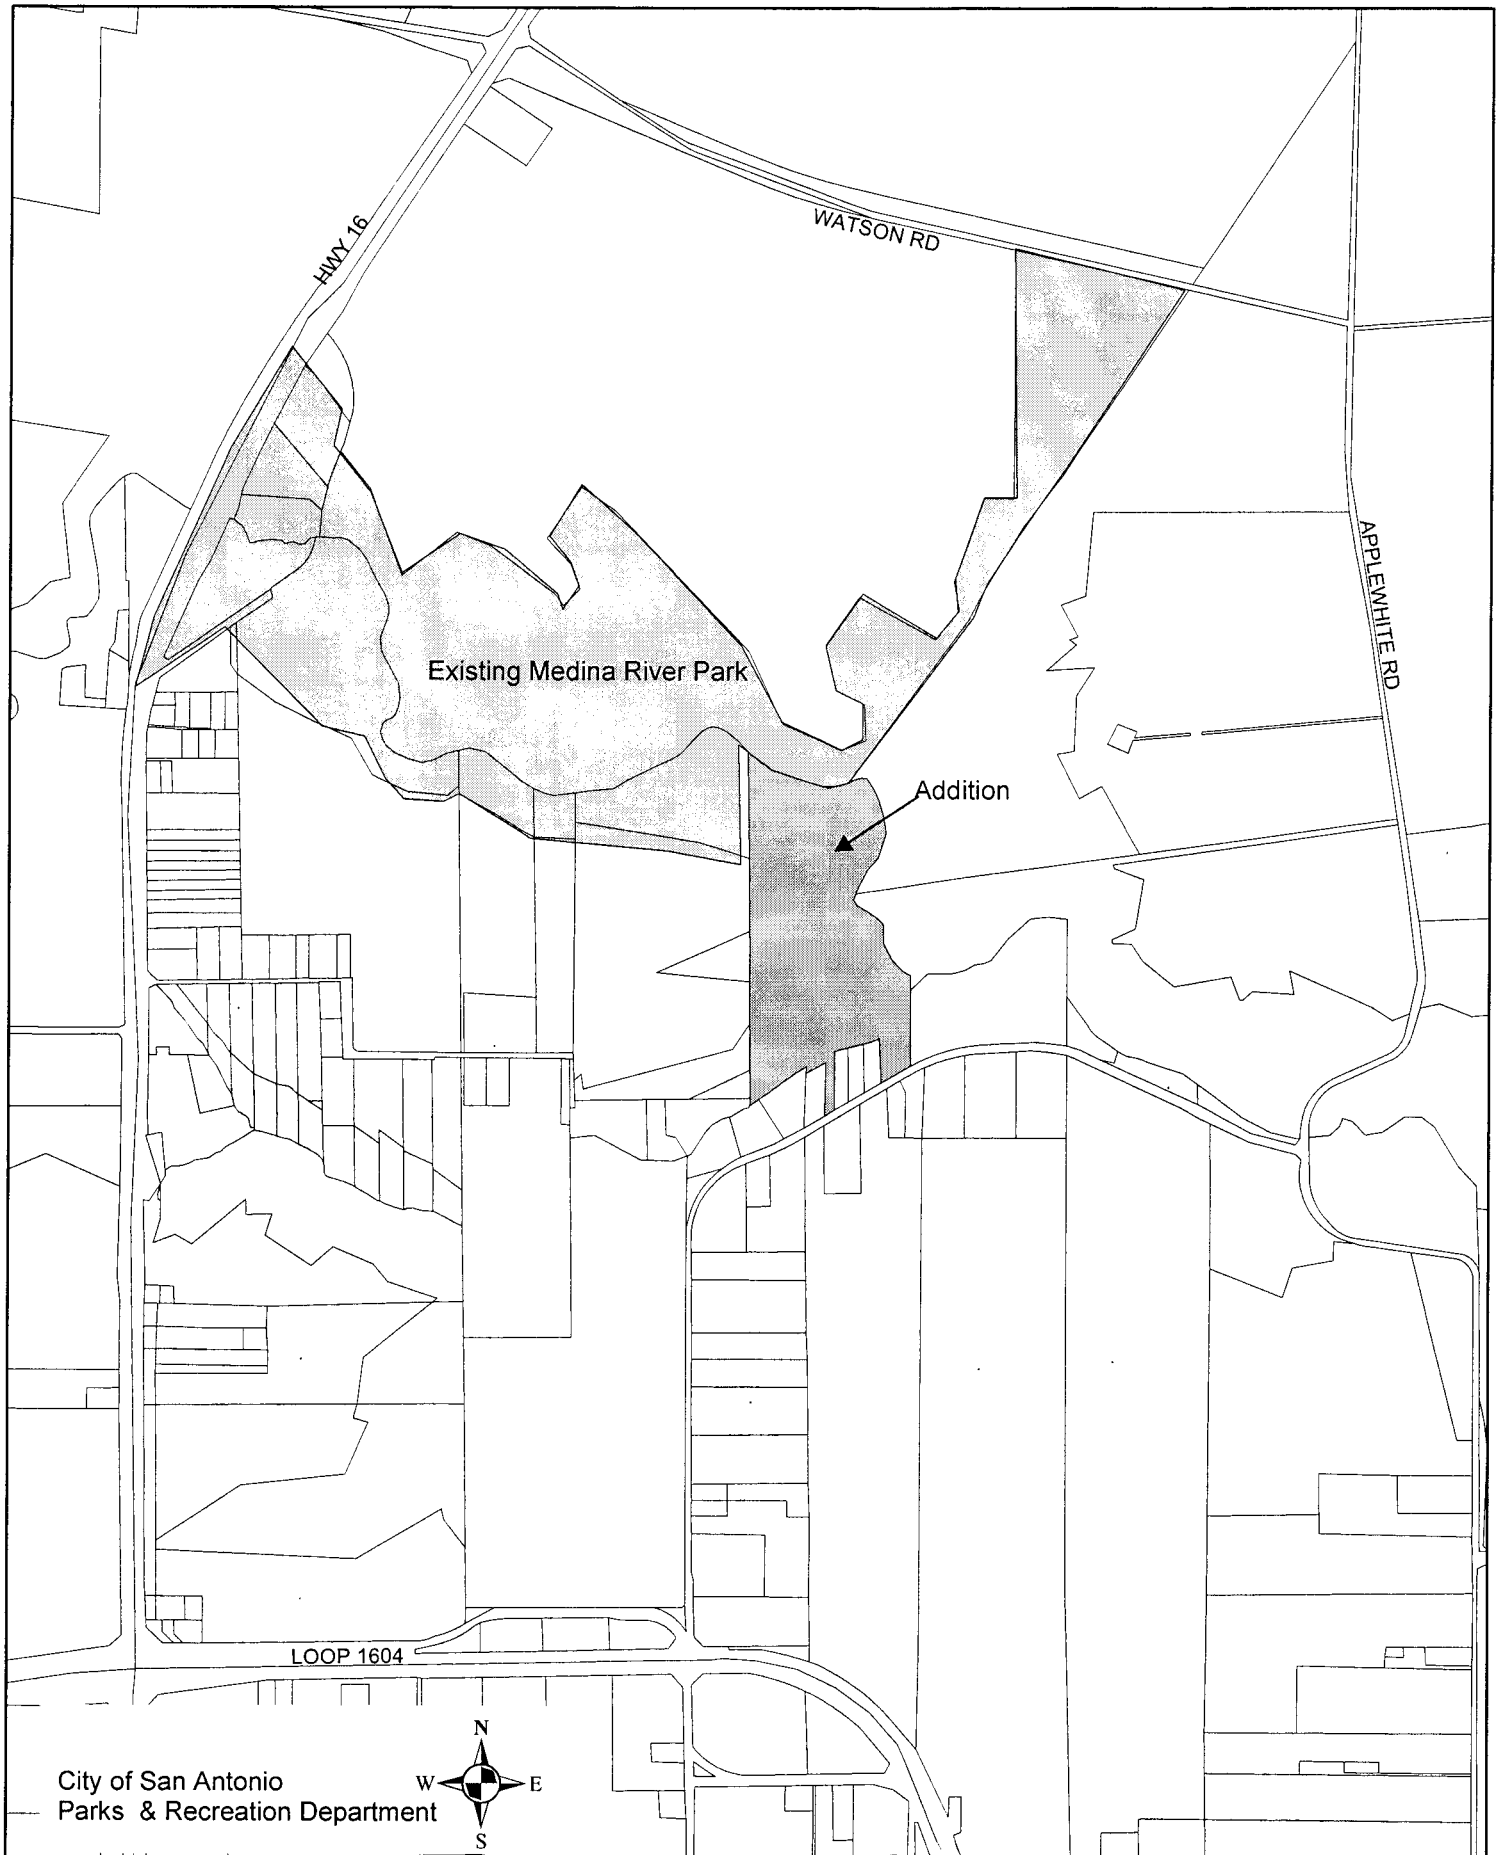 HWY 16
WATSON RD
APPLEWHITE RD
Existing Medina River Park
Addition
LOOP 1604
N
W E
S
City of San Antonio
Parks & Recreation Department